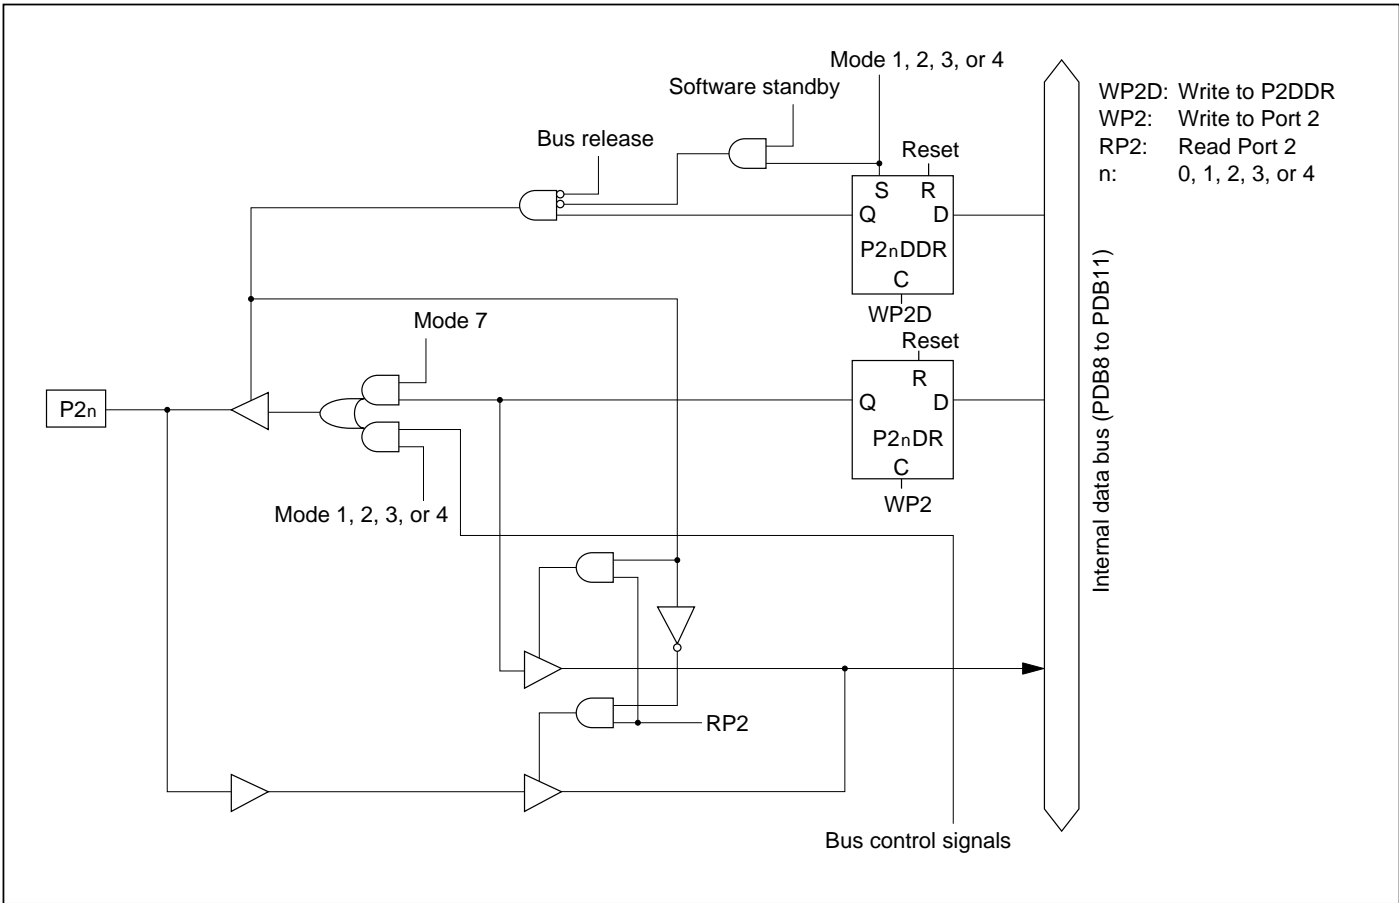 Mode 1, 2, 3, or 4
Software standby
Bus release
Reset
S R
Q D
P2nDDR
C
WP2D
WP2D: Write to P2DDR
WP2: Write to Port 2
RP2: Read Port 2
n: 0, 1, 2, 3, or 4
Mode 7
Reset
R
P2n
Q D
P2nDR
C
WP2
Mode 1, 2, 3, or 4
Internal data bus (PDB8 to PDB11)
RP2
Bus control signals